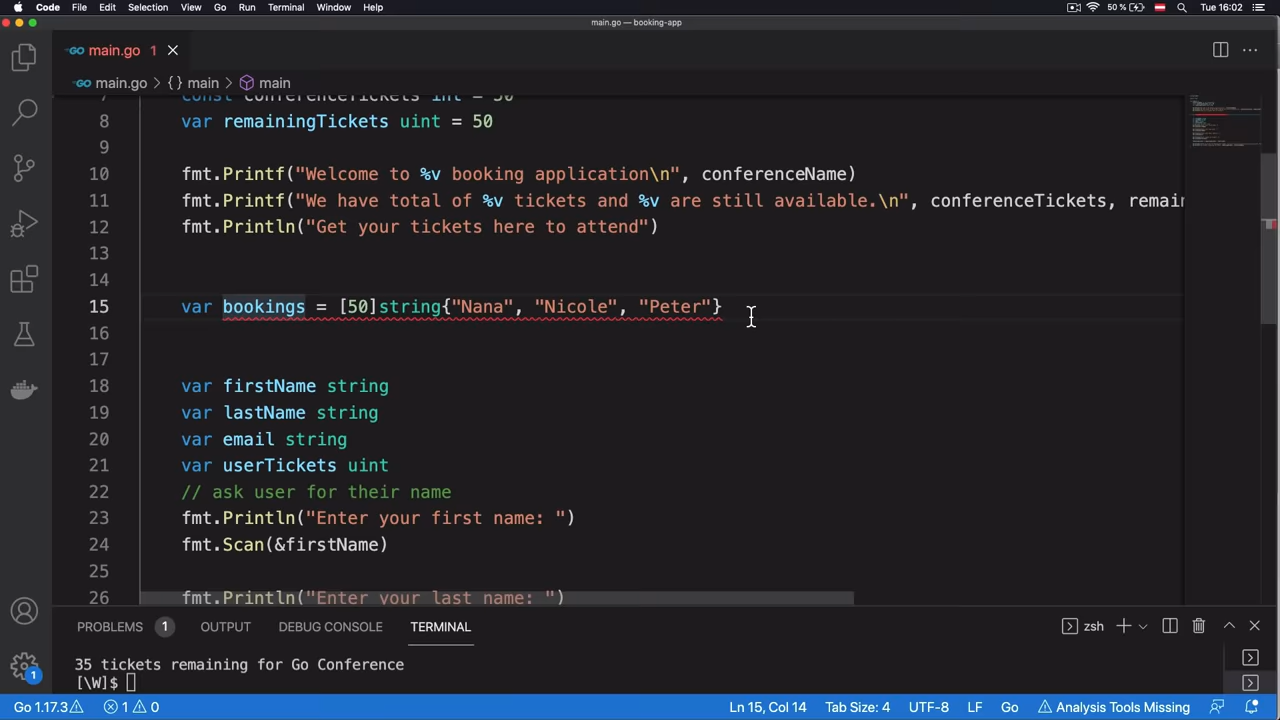 Code File Edit Selection View Go Run Terminal Window Help 50 % Tue 16:02
main.go — booking-app
main.go 1
main.go > {} main > main
7 const conferenceTickets int = 50
8 var remainingTickets uint = 50
9
10 fmt.Printf("Welcome to %v booking application\n", conferenceName)
11 fmt.Printf("We have total of %v tickets and %v are still available.\n", conferenceTickets, remain
12 fmt.Println("Get your tickets here to attend")
13
14
15 var bookings = [50]string{"Nana", "Nicole", "Peter"}
16
17
18 var firstName string
19 var lastName string
20 var email string
21 var userTickets uint
22 // ask user for their name
23 fmt.Println("Enter your first name: ")
24 fmt.Scan(&firstName)
25
26 fmt.Println("Enter your last name: ")
PROBLEMS 1 OUTPUT DEBUG CONSOLE TERMINAL zsh
35 tickets remaining for Go Conference
[\W]$
1 Go 1.17.3 1 0 Ln 15, Col 14 Tab Size: 4 UTF-8 LF Go Analysis Tools Missing